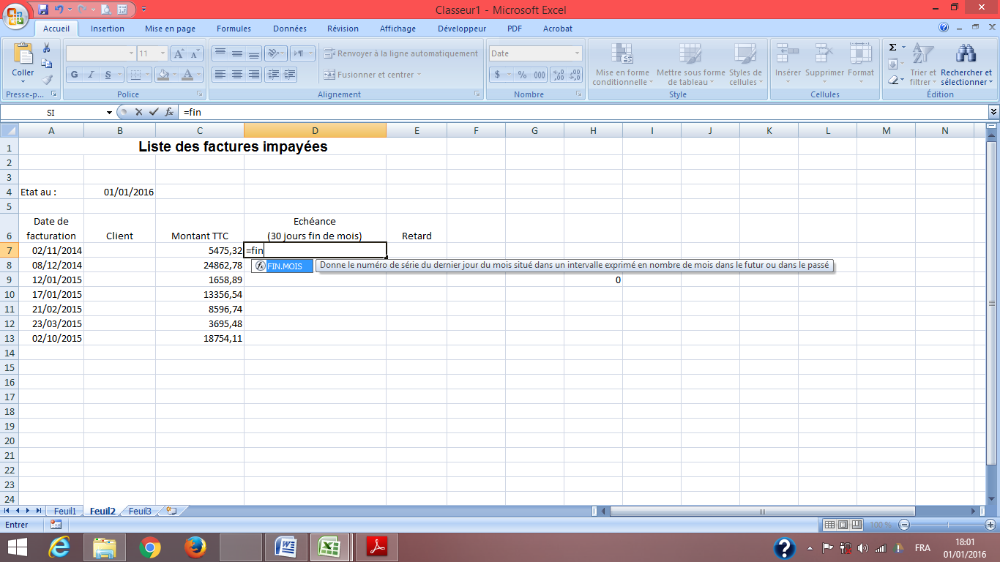 Classeur1 - Microsoft Excel
Accueil Insertion Mise en page Formules Données Révision Affichage Développeur PDF Acrobat
Coller
11
Renvoyer à la ligne automatiquement
Date
G I S
Fusionner et centrer
$ % 000
Mise en forme conditionnelle
Mettre sous forme de tableau
Styles de cellules
Insérer Supprimer Format
Trier et filtrer
Rechercher et sélectionner
Presse-p... Police Alignement Nombre Style Cellules Édition
SI =fin
A B C D E F G H I J K L M N
1 Liste des factures impayées
2
3
4 Etat au : 01/01/2016
5
Date de Echéance
6 facturation Client Montant TTC (30 jours fin de mois) Retard
7 02/11/2014 5475,32 =fin
8 08/12/2014 24862,78 FIN.MOIS Donne le numéro de série du dernier jour du mois situé dans un intervalle exprimé en nombre de mois dans le futur ou dans le passé
9 12/01/2015 1658,89 0
10 17/01/2015 13356,54
11 21/02/2015 8596,74
12 23/03/2015 3695,48
13 02/10/2015 18754,11
14
15
16
17
18
19
20
21
22
23
24
Feuil1 Feuil2 Feuil3
Entrer 100 %
FRA 18:01
01/01/2016